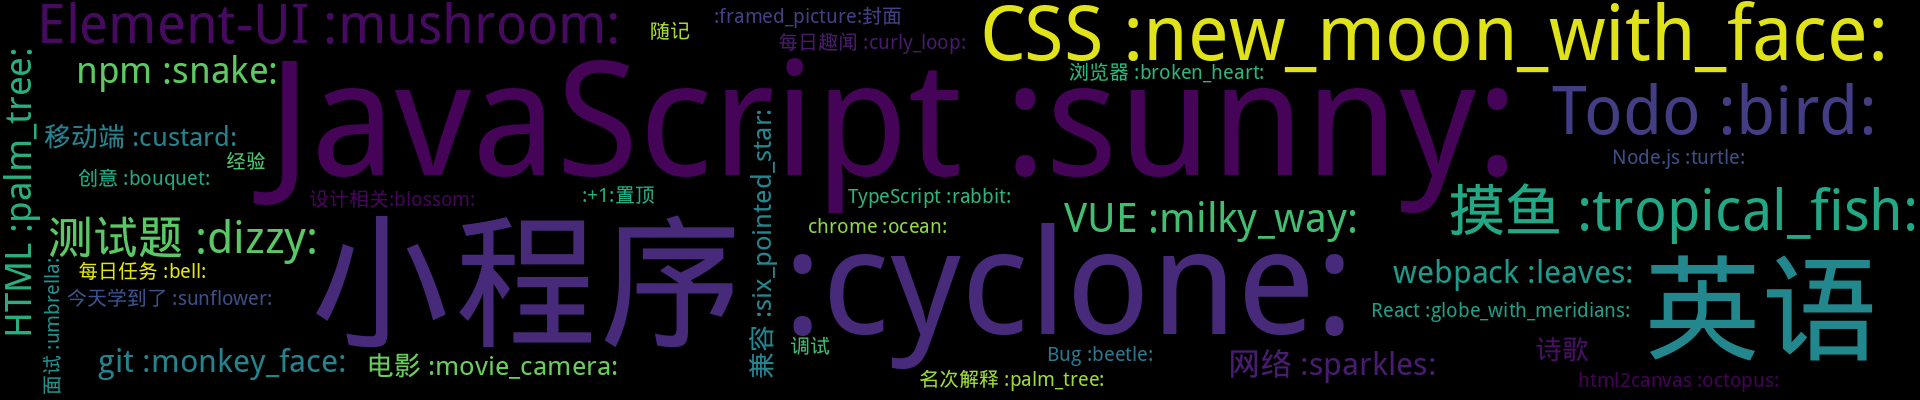 Element-UI :mushroom:
随记
:framed_picture:封面
每日趣闻 :curly_loop:
CSS :new_moon_with_face:
npm :snake:
浏览器 :broken_heart:
JavaScript :sunny:
Todo :bird:
HTML :palm_tree:
移动端 :custard:
经验
Node.js :turtle:
创意 :bouquet:
设计相关:blossom:
:+1:置顶
兼容 :six_pointed_star:
TypeScript :rabbit:
摸鱼 :tropical_fish:
测试题 :dizzy:
chrome :ocean:
VUE :milky_way:
每日任务 :bell:
今天学到了 :sunflower:
小程序 :cyclone:
webpack :leaves:
英语
React :globe_with_meridians:
面试 :umbrella:
git :monkey_face:
电影 :movie_camera:
调试
Bug :beetle:
网络 :sparkles:
诗歌
名次解释 :palm_tree:
html2canvas :octopus: